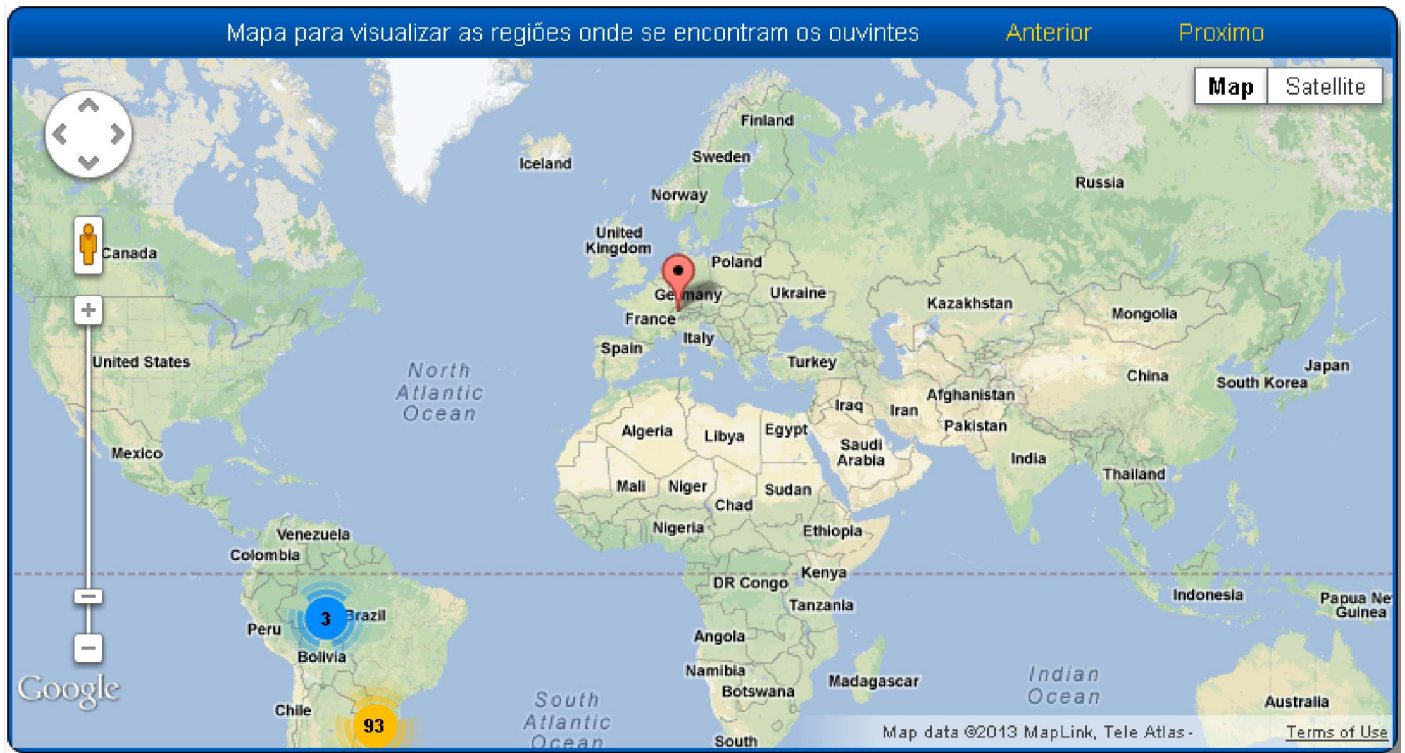 Mapa para visualizar as regiões onde se encontram os ouvintes Anterior Proximo
Map Satellite
Finland
Iceland
Sweden
Norway
Russia
United
Kingdom
Canada
Poland
Germany
Ukraine
Kazakhstan
Mongolia
France
Italy
Spain
United States
Turkey
Japan
China
South Korea
North
Atlantic
Ocean
Afghanistan
Iraq
Iran
Pakistan
Algeria
Libya
Egypt
Saudi
Arabia
India
Mexico
Thailand
Mali
Niger
Sudan
Chad
Nigeria
Ethiopia
Venezuela
Colombia
Kenya
DR Congo
Indonesia
Tanzania
Papua Ne
Guinea
3
Brazil
Peru
Angola
Bolivia
Namibia
Madagascar
Botswana
Indian
Ocean
Google
South
Atlantic
Ocean
Chile
Australia
93
South
Map data ©2013 MapLink, Tele Atlas - Terms of Use